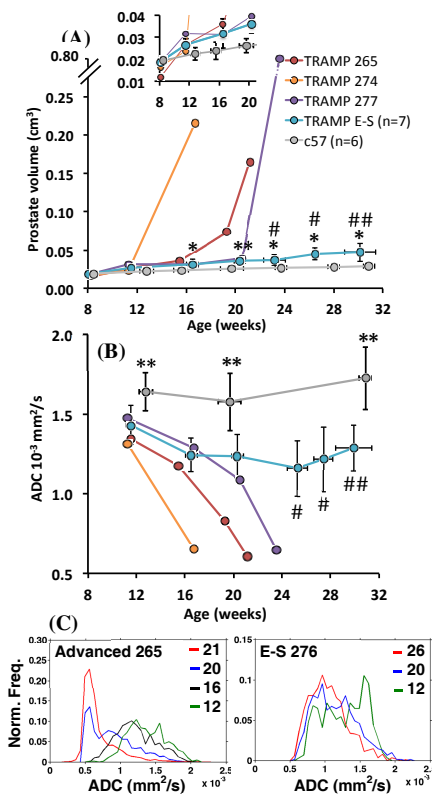 (A)
0.04
0.03
0.02
0.01
8 12 16 20
0.80
0.20
0.15
0.10
0.05
0.00
Prostate volume (cm³)
TRAMP 265
TRAMP 274
TRAMP 277
TRAMP E-S (n=7)
c57 (n=6)
* ** # * # * ## *
8 12 16 20 24 28 32
Age (weeks)
(B)
2.0
1.5
1.0
0.5
ADC 10⁻³ mm²/s
** ** **
# # ##
8 12 16 20 24 28 32
Age (weeks)
(C)
Advanced 265
0.30
0.25
0.20
0.15
0.10
0.05
0
Norm. Freq.
21
20
16
12
0 0.5 1 1.5 2 2.5
x 10⁻³
ADC (mm²/s)
E-S 276
0.1
0.05
0
26
20
12
0 0.5 1 1.5 2 2.5
x 10⁻³
ADC (mm²/s)